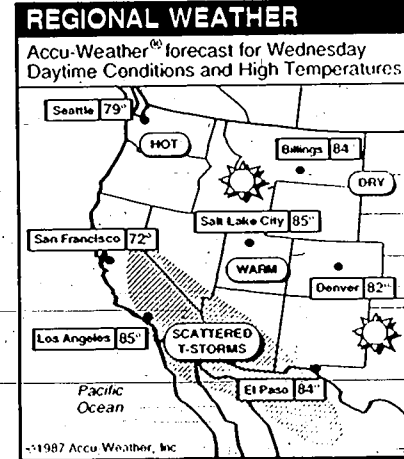 REGIONAL WEATHER
Accu-Weather® forecast for Wednesday
Daytime Conditions and High Temperatures
Seattle 79°
HOT
Billings 84°
DRY
Salt Lake City 85°
San Francisco 72°
WARM
Denver 82°
Los Angeles 85°
SCATTERED
T-STORMS
El Paso 84°
Pacific
Ocean
©1987 Accu Weather, Inc